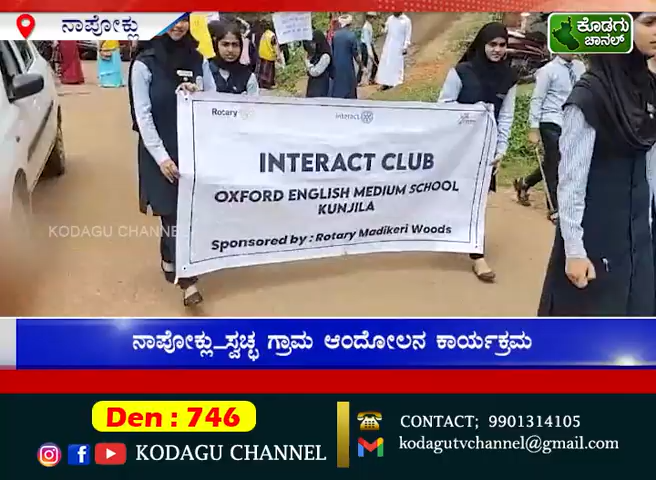 ನಾಪೋಕ್ಲು
ಕೊಡಗು
ಚಾನಲ್
Rotary
Interact
INTERACT CLUB
OXFORD ENGLISH MEDIUM SCHOOL
KUNJILA
Sponsored by : Rotary Madikeri Woods
KODAGU CHANNEL
ನಾಪೋಕ್ಲು-ಸ್ವಚ್ಛ ಗ್ರಾಮ ಆಂದೋಲನ ಕಾರ್ಯಕ್ರಮ
Den : 746
KODAGU CHANNEL
CONTACT; 9901314105
kodagutvchannel@gmail.com